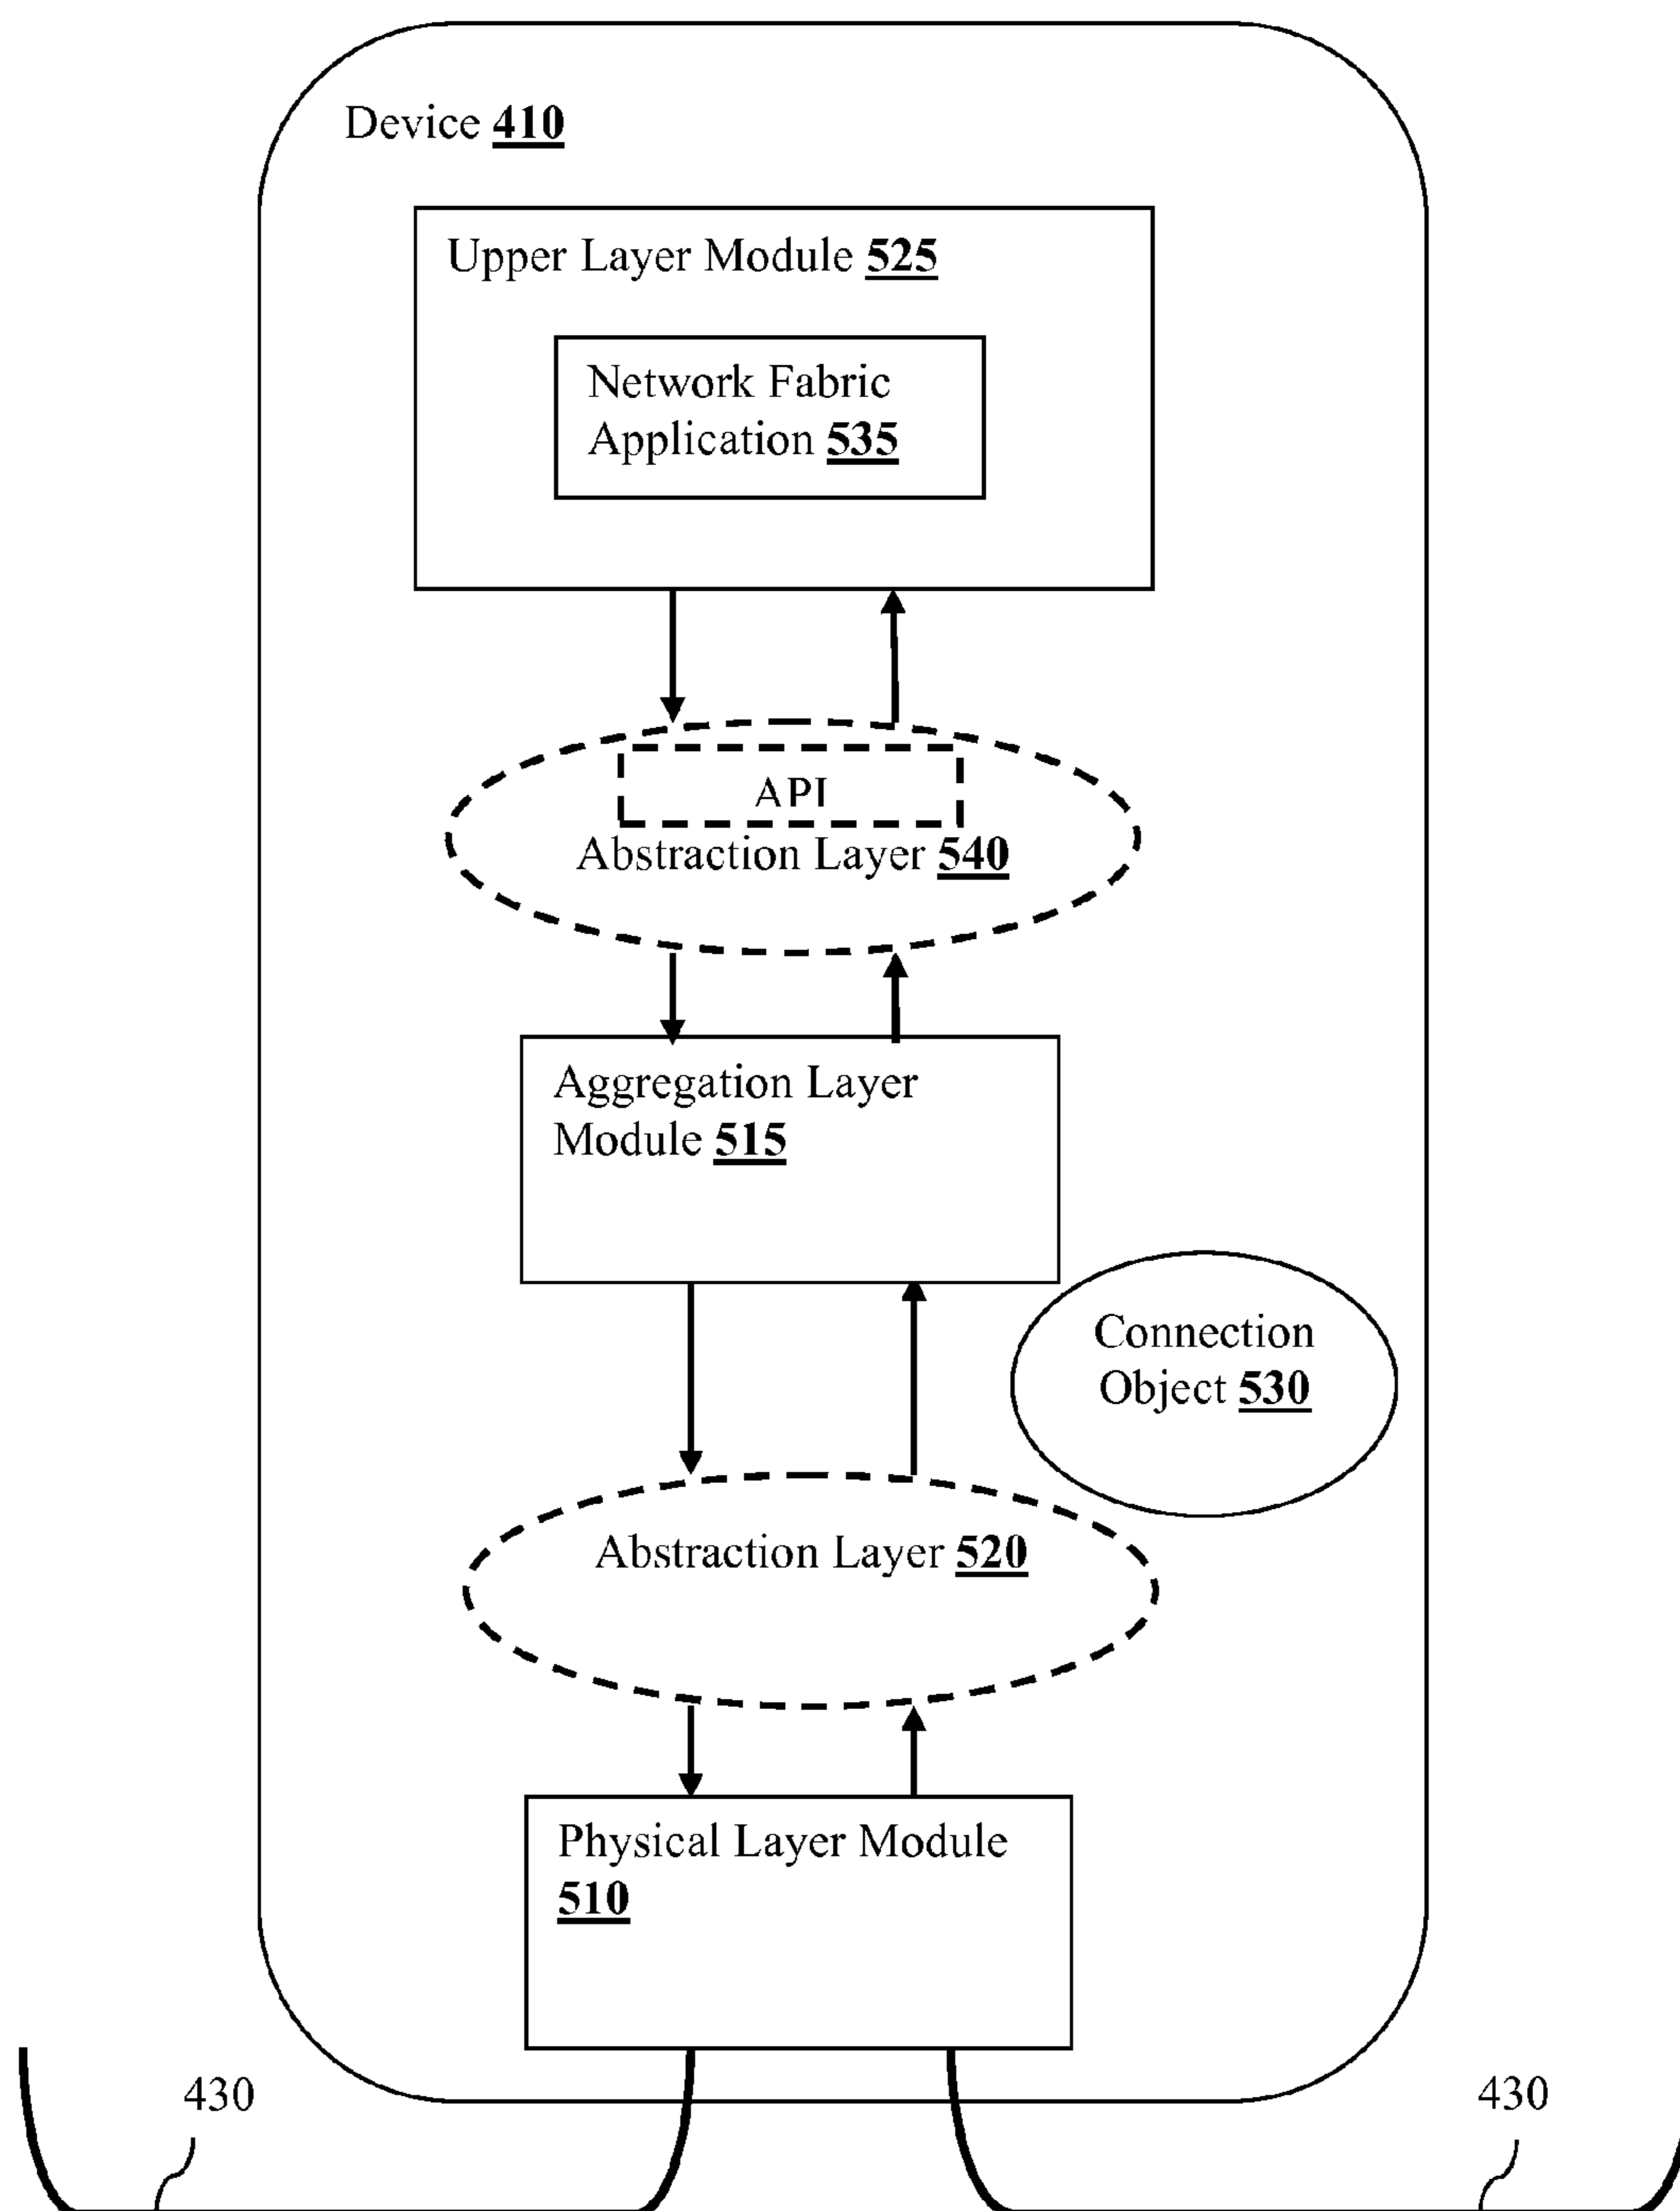 Device 410
Upper Layer Module 525
Network Fabric
Application 535
API
Abstraction Layer 540
Aggregation Layer
Module 515
Connection
Object 530
Abstraction Layer 520
Physical Layer Module
510
430
430